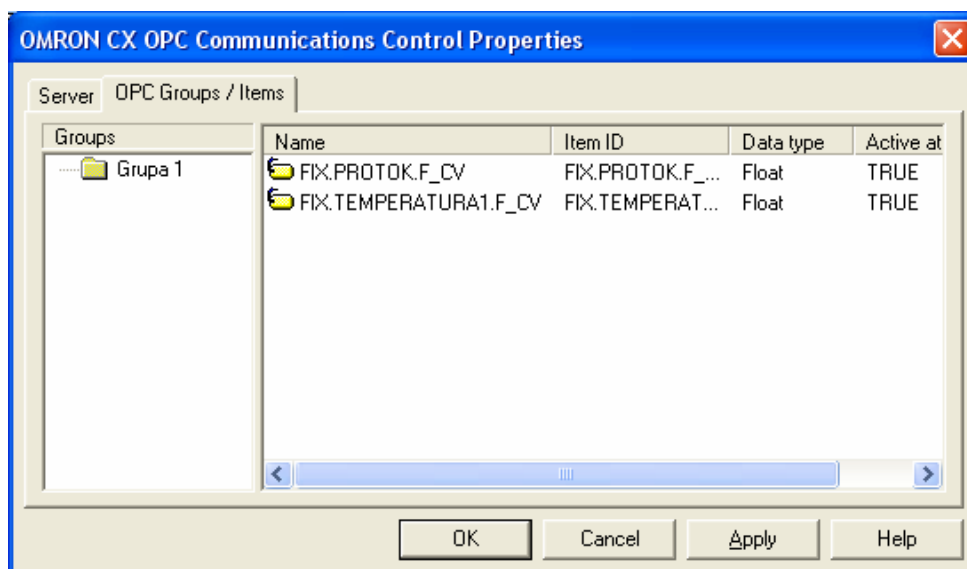 OMRON CX OPC Communications Control Properties
Server OPC Groups / Items
Groups Name Item ID Data type Active at
Grupa 1 FIX.PROTOK.F_CV FIX.PROTOK.F_... Float TRUE
FIX.TEMPERATURA1.F_CV FIX.TEMPERAT... Float TRUE
OK Cancel Apply Help